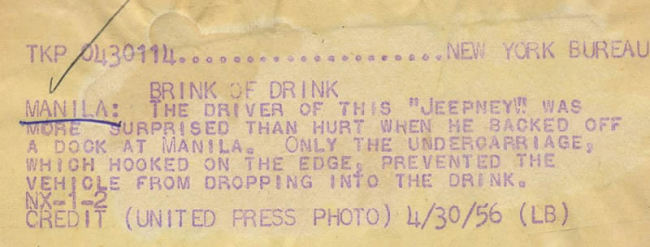 TKP 0430114......................NEW YORK BUREAU
BRINK OF DRINK
MANILA: THE DRIVER OF THIS "JEEPNEY" WAS
MORE SURPRISED THAN HURT WHEN HE BACKED OFF
A DOCK AT MANILA. ONLY THE UNDERCARRIAGE,
WHICH HOOKED ON THE EDGE, PREVENTED THE
VEHICLE FROM DROPPING INTO THE DRINK.
NX-1-2
CREDIT (UNITED PRESS PHOTO) 4/30/56 (LB)